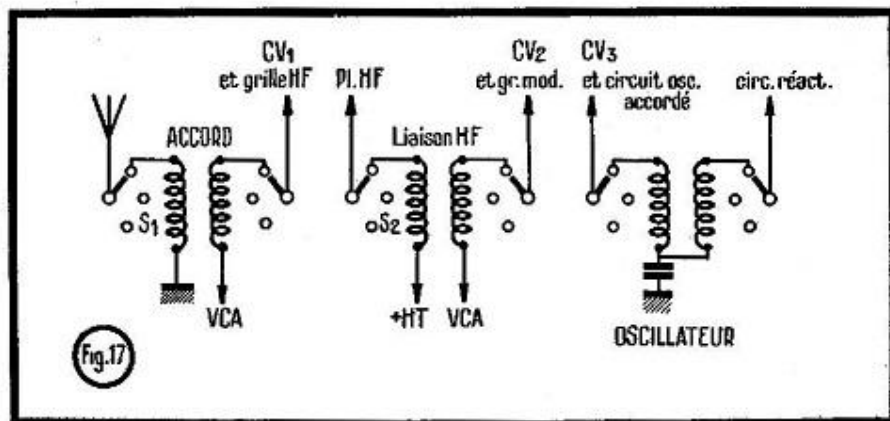 CV1
et grille HF
Pl. HF
CV2
et gr. mod.
CV3
et circuit osc.
accordé
circ. réact.
ACCORD
Liaison HF
S1
S2
VCA
+HT
VCA
OSCILLATEUR
Fig.17